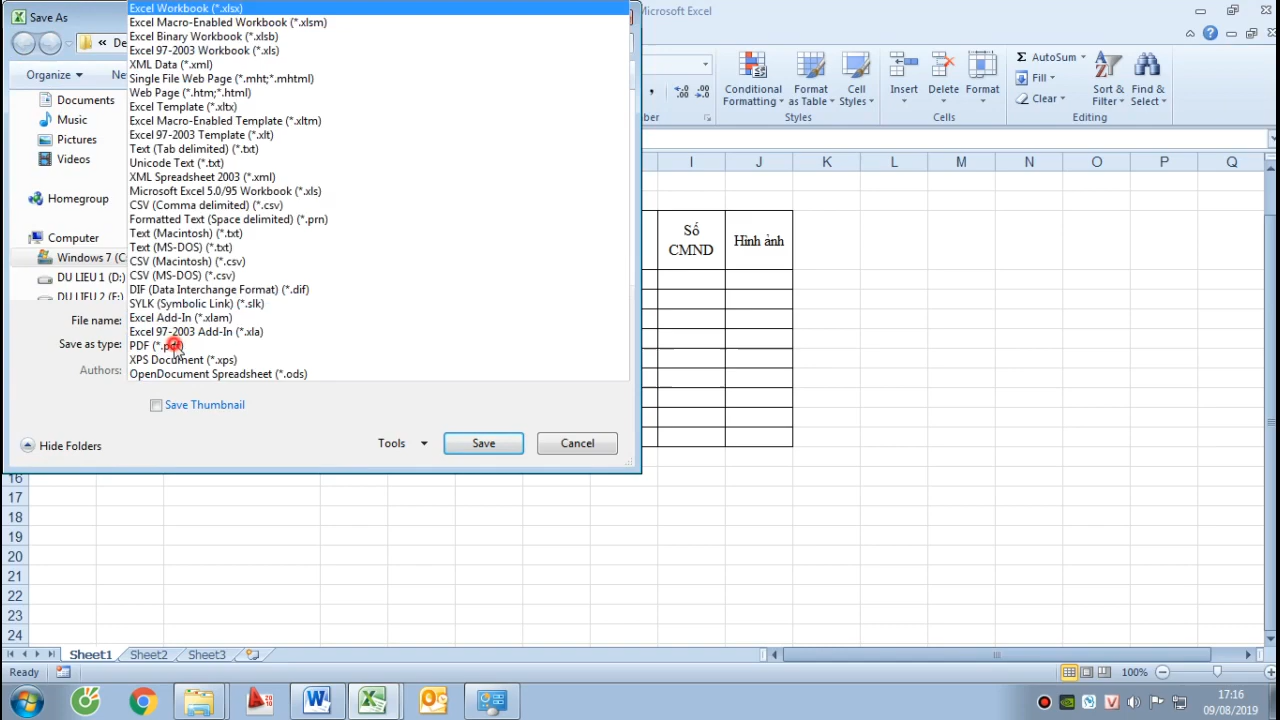 Save As
Microsoft Excel
Excel Workbook (*.xlsx)
Excel Macro-Enabled Workbook (*.xlsm)
Excel Binary Workbook (*.xlsb)
Excel 97-2003 Workbook (*.xls)
XML Data (*.xml)
Single File Web Page (*.mht;*.mhtml)
Web Page (*.htm;*.html)
Excel Template (*.xltx)
Excel Macro-Enabled Template (*.xltm)
Excel 97-2003 Template (*.xlt)
Text (Tab delimited) (*.txt)
Unicode Text (*.txt)
XML Spreadsheet 2003 (*.xml)
Microsoft Excel 5.0/95 Workbook (*.xls)
CSV (Comma delimited) (*.csv)
Formatted Text (Space delimited) (*.prn)
Text (Macintosh) (*.txt)
Text (MS-DOS) (*.txt)
CSV (Macintosh) (*.csv)
CSV (MS-DOS) (*.csv)
DIF (Data Interchange Format) (*.dif)
SYLK (Symbolic Link) (*.slk)
Excel Add-In (*.xlam)
Excel 97-2003 Add-In (*.xla)
PDF (*.pdf)
XPS Document (*.xps)
OpenDocument Spreadsheet (*.ods)
« De
Organize
Ne
Documents
Music
Pictures
Videos
Homegroup
Computer
Windows 7 (C
DU LIEU 1 (D:)
DU LIEU 2 (E:)
File name:
Save as type:
Authors:
Save Thumbnail
Hide Folders
Tools
Save
Cancel
Conditional Formatting
Format as Table
Cell Styles
Insert
Delete
Format
AutoSum
Fill
Clear
Sort & Filter
Find & Select
ber
Styles
Cells
Editing
I J K L M N O P Q
Số CMND
Hình ảnh
16
17
18
19
20
21
22
23
24
Sheet1
Sheet2
Sheet3
Ready
100%
17:16
09/08/2019